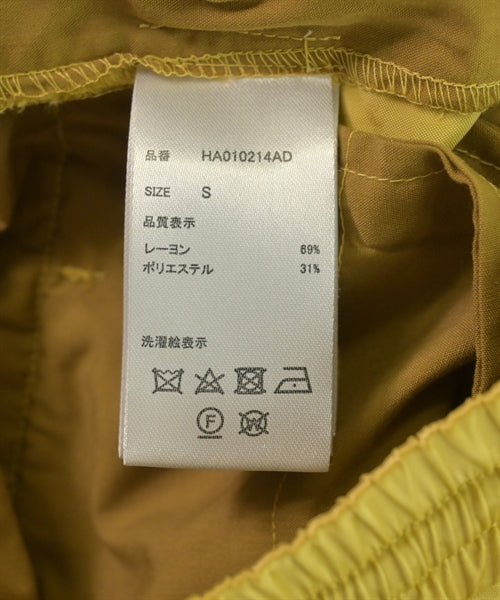 品番 HA010214AD
SIZE S
品質表示
レーヨン 69%
ポリエステル 31%
洗濯絵表示
F W